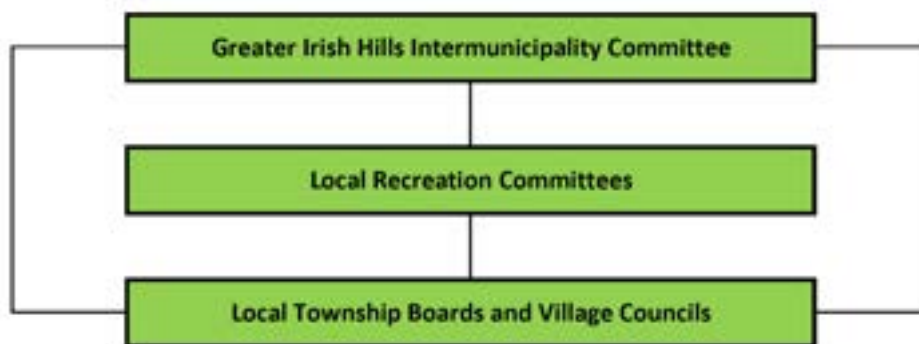 Greater Irish Hills Intermunicipality Committee
Local Recreation Committees
Local Township Boards and Village Councils